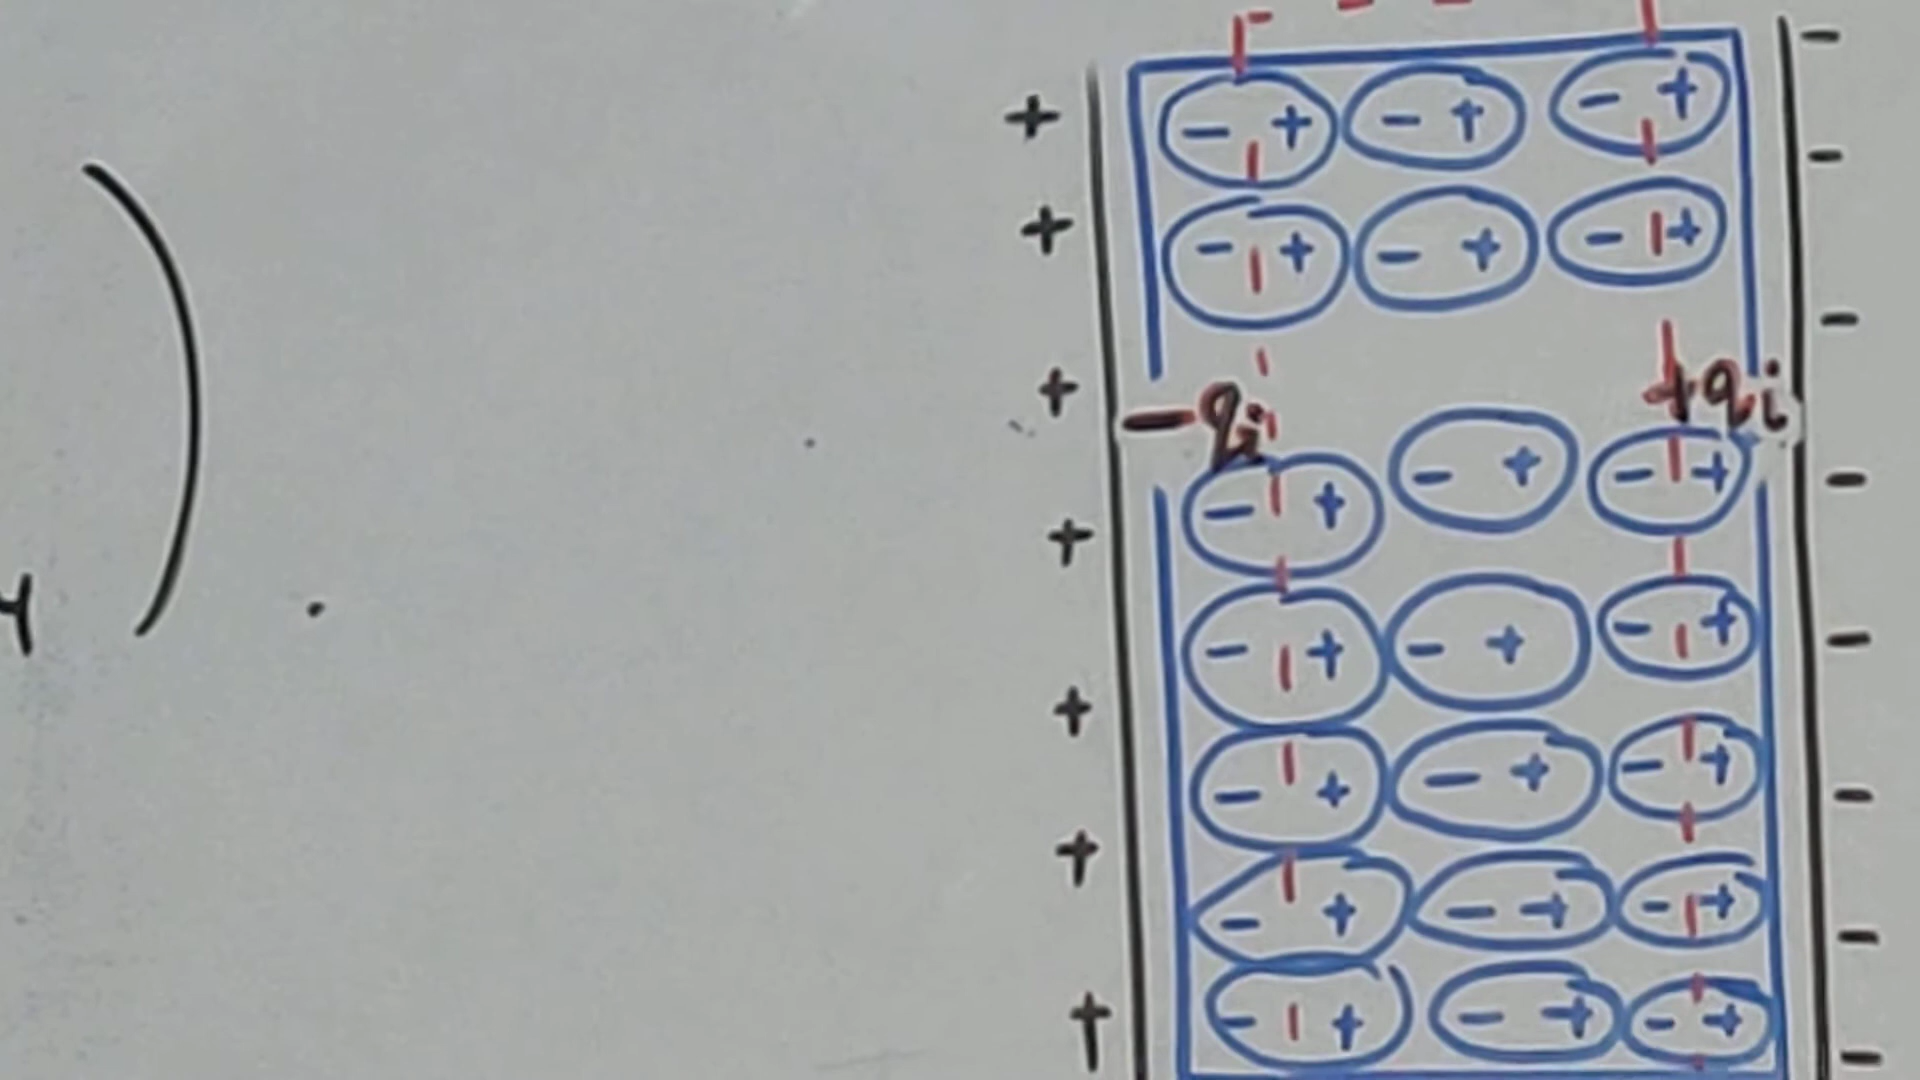 -
+ - + - + - +
-
+ - + - + - +
-
+ -qi +qi
- + - + - + -
+
- + - + - + -
+
- + - + - + -
+
- + - + - + -
+ - + - + - +
-